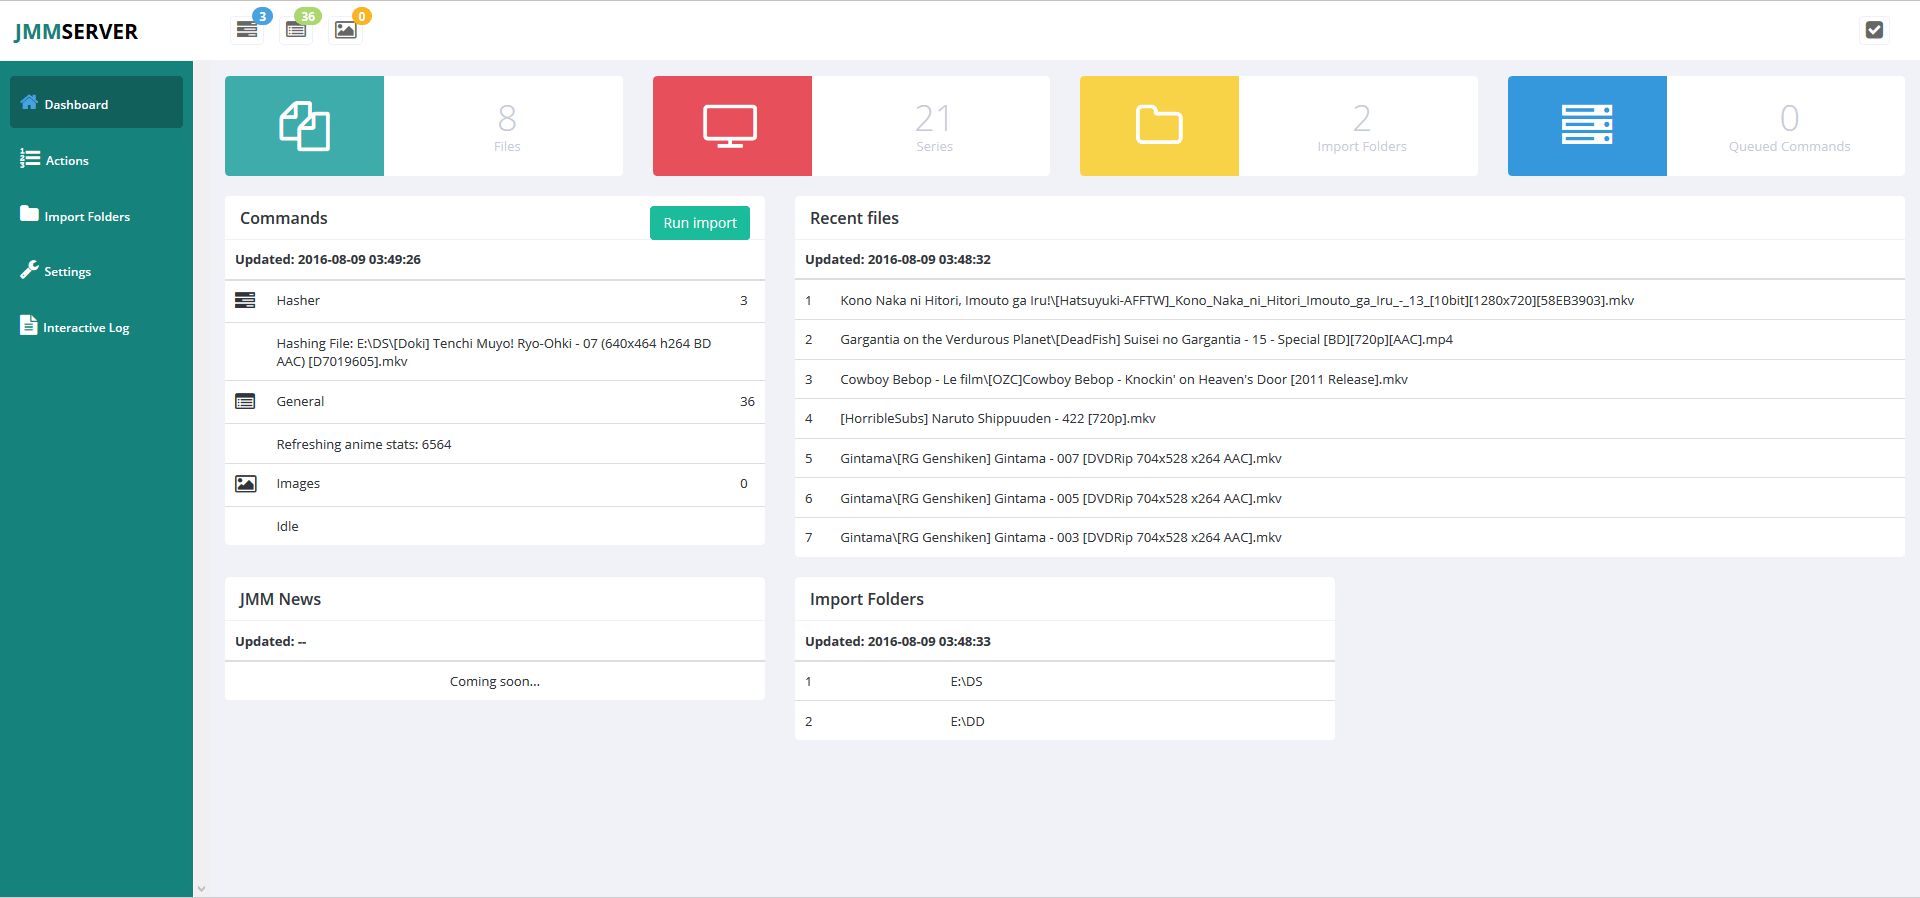 JMMSERVER
3
36
0
Dashboard
Actions
Import Folders
Settings
Interactive Log
8
Files
21
Series
2
Import Folders
0
Queued Commands
Commands
Run import
Updated: 2016-08-09 03:49:26
Hasher 3
Hashing File: E:\DS\[Doki] Tenchi Muyo! Ryo-Ohki - 07 (640x464 h264 BD
AAC) [D7019605].mkv
General 36
Refreshing anime stats: 6564
Images 0
Idle
Recent files
Updated: 2016-08-09 03:48:32
1 Kono Naka ni Hitori, Imouto ga Iru!\[Hatsuyuki-AFFTW]_Kono_Naka_ni_Hitori_Imouto_ga_Iru_-_13_[10bit][1280x720][58EB3903].mkv
2 Gargantia on the Verdurous Planet\[DeadFish] Suisei no Gargantia - 15 - Special [BD][720p][AAC].mp4
3 Cowboy Bebop - Le film\[OZC]Cowboy Bebop - Knockin' on Heaven's Door [2011 Release].mkv
4 [HorribleSubs] Naruto Shippuuden - 422 [720p].mkv
5 Gintama\[RG Genshiken] Gintama - 007 [DVDRip 704x528 x264 AAC].mkv
6 Gintama\[RG Genshiken] Gintama - 005 [DVDRip 704x528 x264 AAC].mkv
7 Gintama\[RG Genshiken] Gintama - 003 [DVDRip 704x528 x264 AAC].mkv
JMM News
Updated: --
Coming soon...
Import Folders
Updated: 2016-08-09 03:48:33
1 E:\DS
2 E:\DD